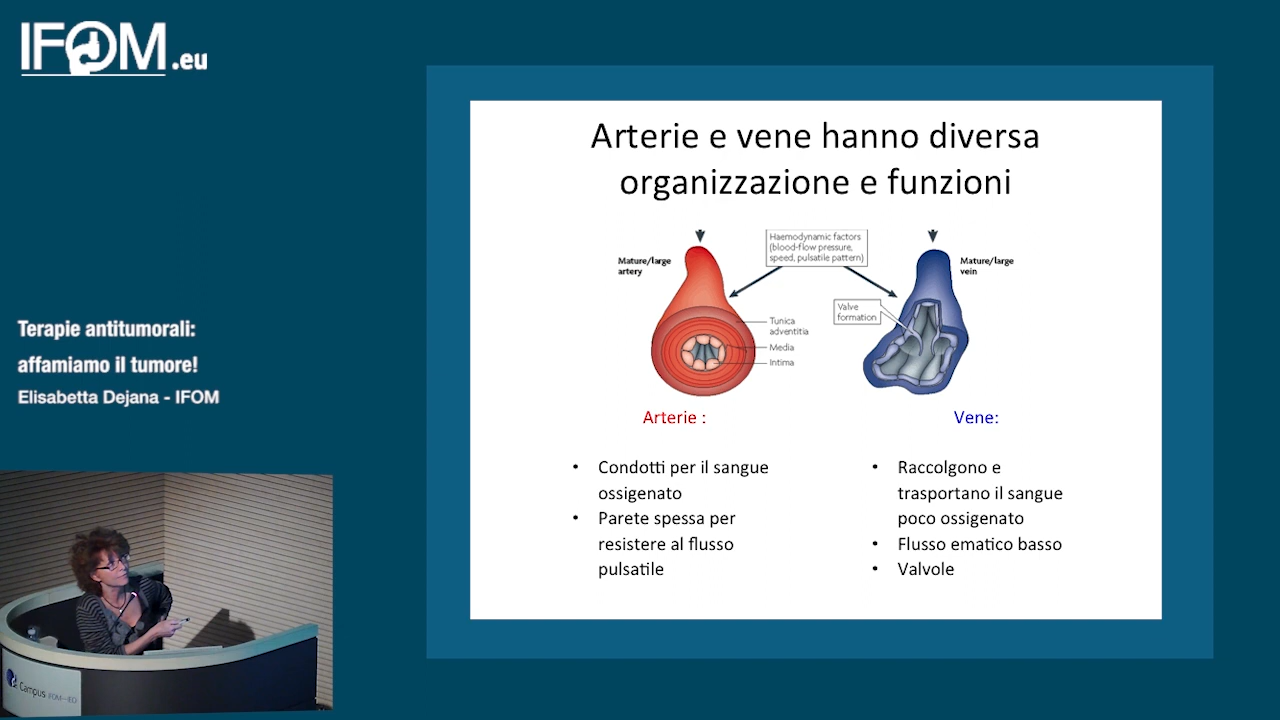 IFOM.eu
Terapie antitumorali:
affamiamo il tumore!
Elisabetta Dejana - IFOM
Arterie e vene hanno diversa
organizzazione e funzioni
Haemodynamic factors
(blood-flow pressure,
speed, pulsatile pattern)
Mature/large
artery
Mature/large
vein
Valve
formation
Tunica
adventitia
Media
Intima
Arterie :
• Condotti per il sangue
ossigenato
• Parete spessa per
resistere al flusso
pulsatile
Vene:
• Raccolgono e
trasportano il sangue
poco ossigenato
• Flusso ematico basso
• Valvole
Campus IFOM-IEO